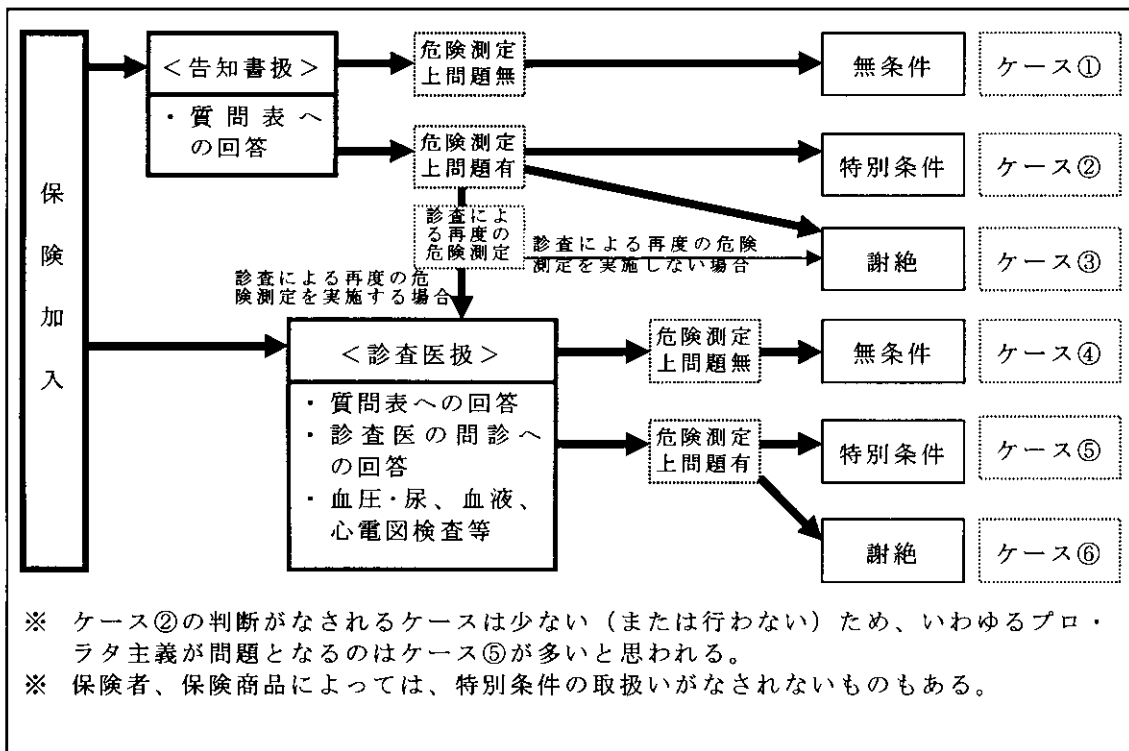 保険加入
＜告知書扱＞
・質問表へ
の回答
危険測定
上問題無
無条件
ケース①
危険測定
上問題有
特別条件
ケース②
診査によ
る再度の
危険測定
診査による再度の危険
測定を実施しない場合
謝絶
ケース③
診査による再度の危
険測定を実施する場合
＜診査医扱＞
・質問表への回答
・診査医の問診へ
の回答
・血圧・尿、血液、
心電図検査等
危険測定
上問題無
無条件
ケース④
危険測定
上問題有
特別条件
ケース⑤
謝絶
ケース⑥
※ ケース②の判断がなされるケースは少ない（または行わない）ため、いわゆるプロ・
ラタ主義が問題となるのはケース⑤が多いと思われる。
※ 保険者、保険商品によっては、特別条件の取扱いがなされないものもある。